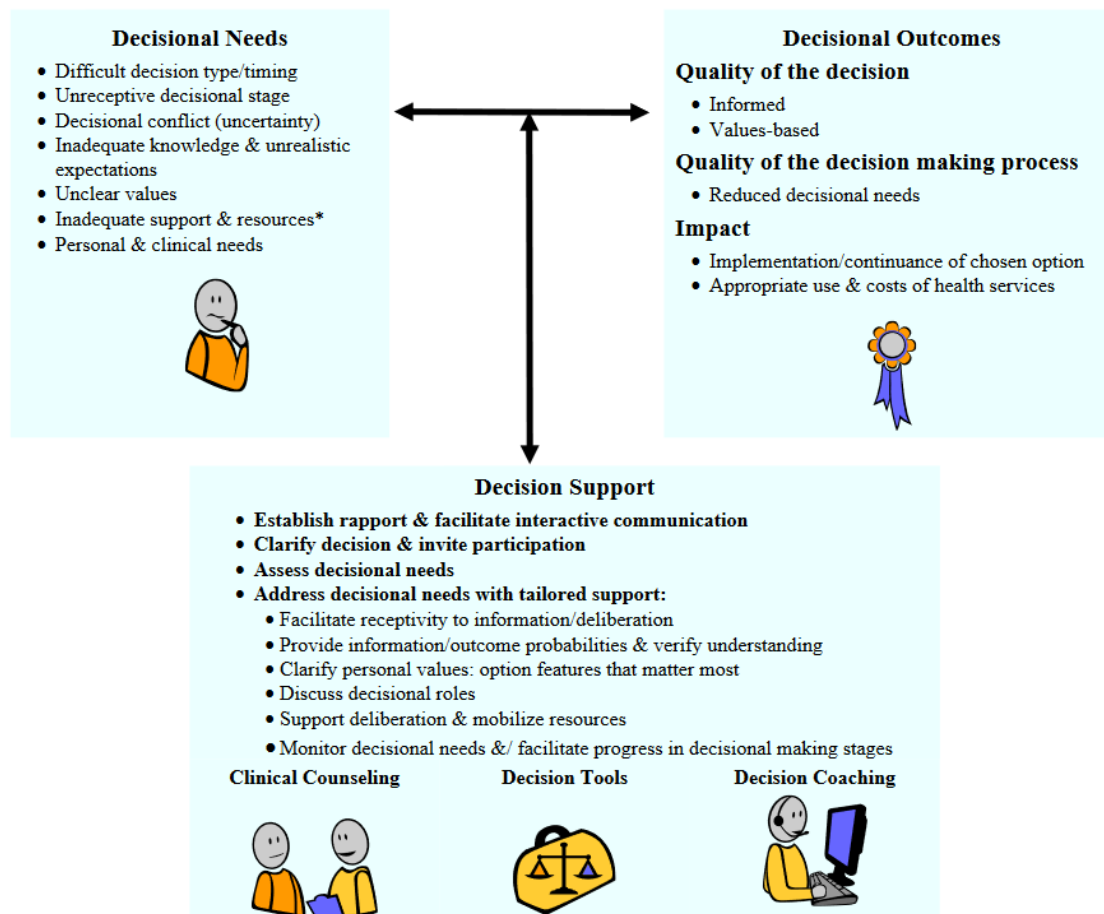 Decisional Needs
• Difficult decision type/timing
• Unreceptive decisional stage
• Decisional conflict (uncertainty)
• Inadequate knowledge & unrealistic
expectations
• Unclear values
• Inadequate support & resources*
• Personal & clinical needs
Decisional Outcomes
Quality of the decision
• Informed
• Values-based
Quality of the decision making process
• Reduced decisional needs
Impact
• Implementation/continuance of chosen option
• Appropriate use & costs of health services
Decision Support
• Establish rapport & facilitate interactive communication
• Clarify decision & invite participation
• Assess decisional needs
• Address decisional needs with tailored support:
• Facilitate receptivity to information/deliberation
• Provide information/outcome probabilities & verify understanding
• Clarify personal values: option features that matter most
• Discuss decisional roles
• Support deliberation & mobilize resources
• Monitor decisional needs &/ facilitate progress in decisional making stages
Clinical Counseling
Decision Tools
Decision Coaching